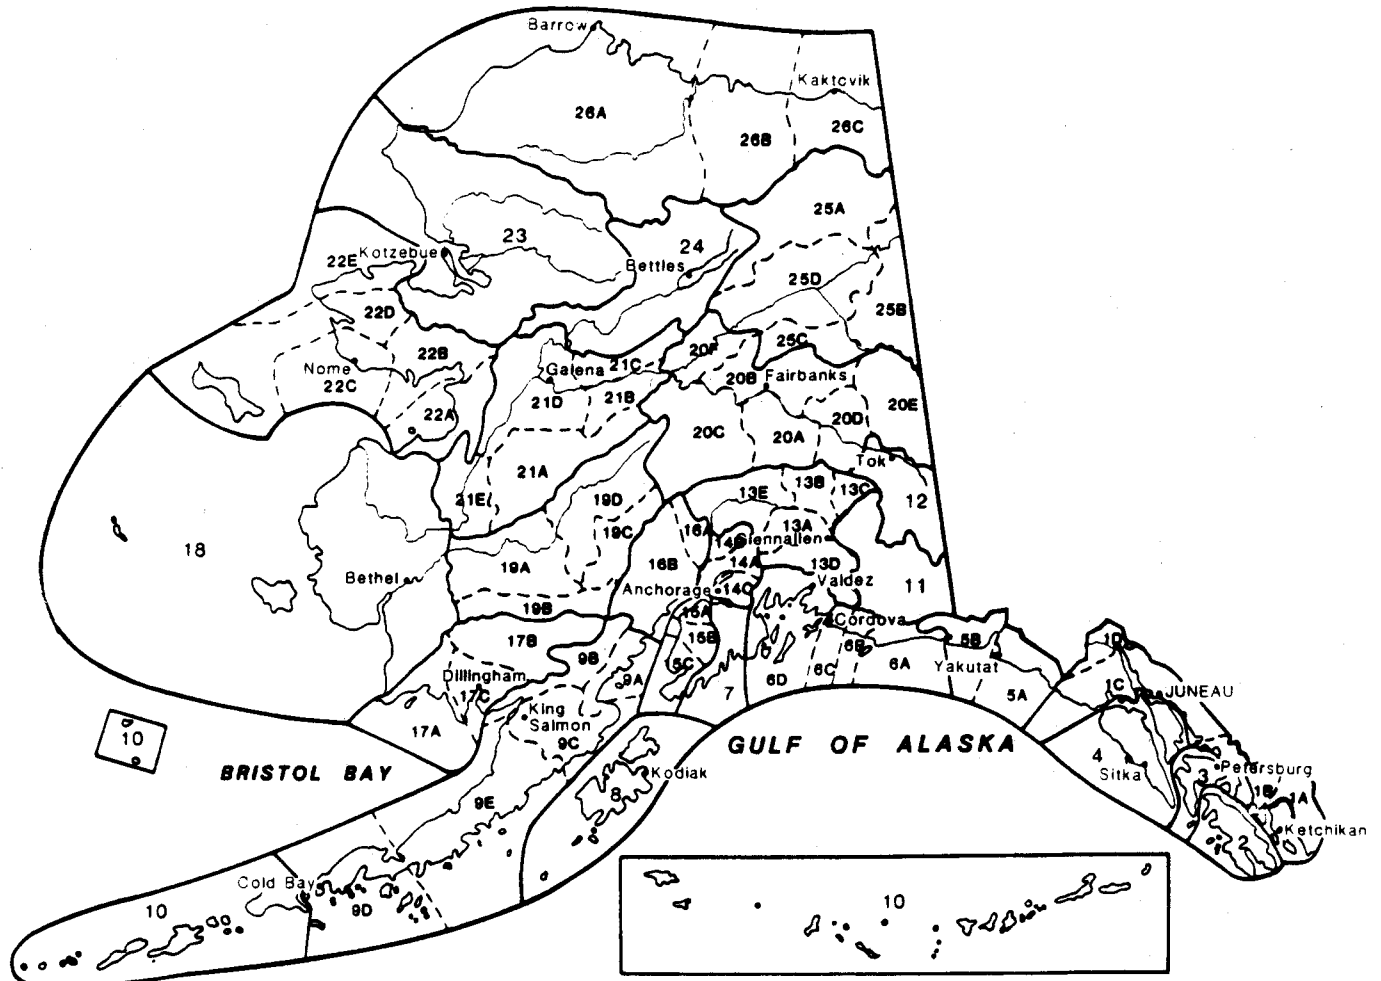 Barrow
Kaktovik
26A
26B
26C
25A
23
24
Kotzebue
22E
Bettles
25D
22D
25B
22B
20F
25C
Nome
22C
Galena
21C
20B
Fairbanks
22A
21D
21B
20C
20A
20D
20E
Tok
21A
21E
19D
13E
13B
13C
12
18
19C
16A
13A
Glennallen
19A
16B
14A
13D
Bethel
Anchorage
14C
Valdez
11
19B
15A
Cordova
17B
9B
15B
6B
5B
1D
Dillingham
17C
9A
15C
7
6D
6C
6A
Yakutat
5A
1C
JUNEAU
King
Salmon
17A
9C
10
BRISTOL BAY
GULF OF ALASKA
4
Sitka
3
Petersburg
Kodiak
8
9E
1B
1A
Ketchikan
2
Cold Bay
10
9D
10